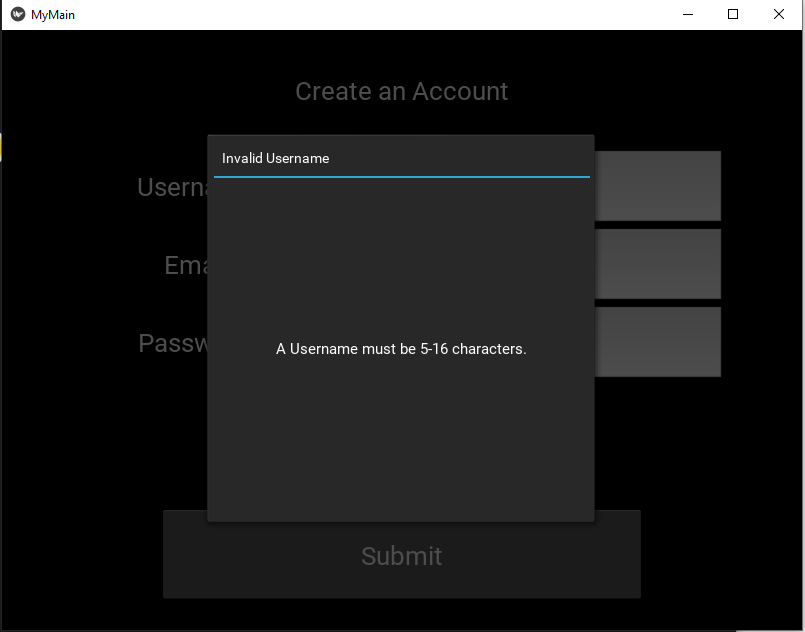 MyMain
Create an Account
Invalid Username
Userna
Ema
A Username must be 5-16 characters.
Passw
Submit